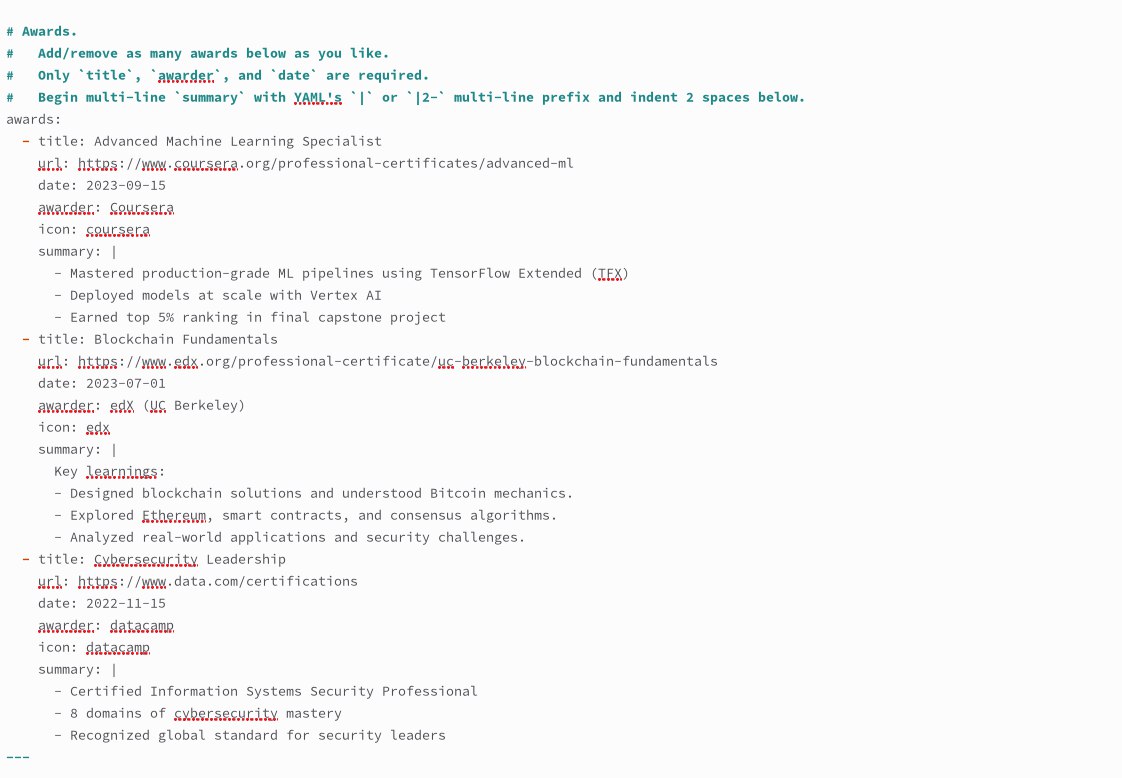 # Awards.
#   Add/remove as many awards below as you like.
#   Only `title`, `awarder`, and `date` are required.
#   Begin multi-line `summary` with YAML's `|` or `|2-` multi-line prefix and indent 2 spaces below.
awards:
  - title: Advanced Machine Learning Specialist
    url: https://www.coursera.org/professional-certificates/advanced-ml
    date: 2023-09-15
    awarder: Coursera
    icon: coursera
    summary: |
      - Mastered production-grade ML pipelines using TensorFlow Extended (TFX)
      - Deployed models at scale with Vertex AI
      - Earned top 5% ranking in final capstone project
  - title: Blockchain Fundamentals
    url: https://www.edx.org/professional-certificate/uc-berkeley-blockchain-fundamentals
    date: 2023-07-01
    awarder: edX (UC Berkeley)
    icon: edx
    summary: |
      Key learnings:
      - Designed blockchain solutions and understood Bitcoin mechanics.
      - Explored Ethereum, smart contracts, and consensus algorithms.
      - Analyzed real-world applications and security challenges.
  - title: Cybersecurity Leadership
    url: https://www.data.com/certifications
    date: 2022-11-15
    awarder: datacamp
    icon: datacamp
    summary: |
      - Certified Information Systems Security Professional
      - 8 domains of cybersecurity mastery
      - Recognized global standard for security leaders
---